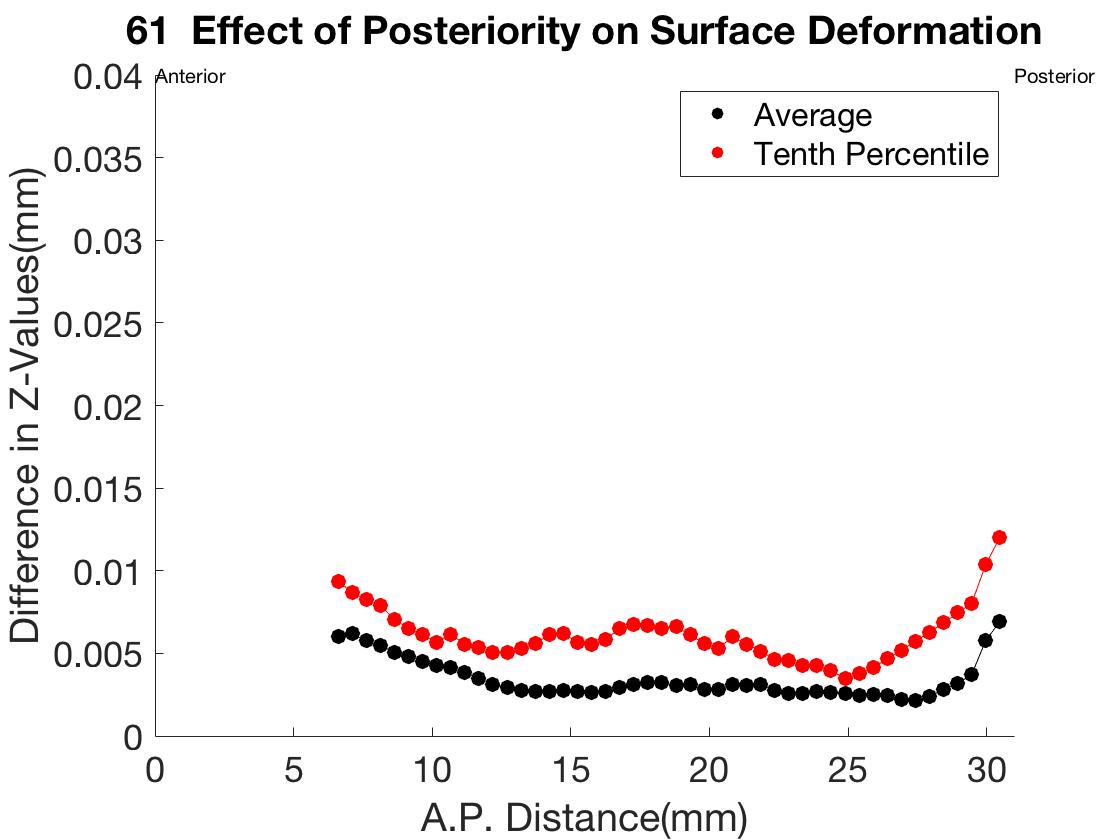 61  Effect of Posteriority on Surface Deformation
Anterior
Posterior
Average
Tenth Percentile
Difference in Z-Values(mm)
0.04
0.035
0.03
0.025
0.02
0.015
0.01
0.005
0
0 5 10 15 20 25 30
A.P. Distance(mm)